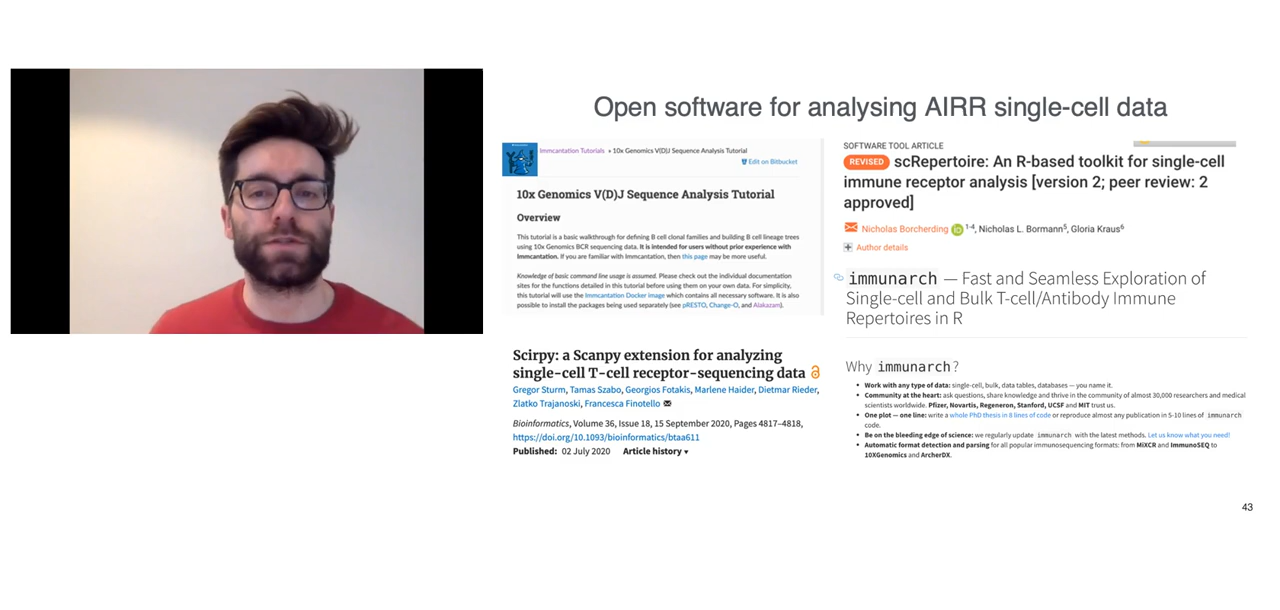 Open software for analysing AIRR single-cell data
Immcantation Tutorials » 10x Genomics V(D)J Sequence Analysis Tutorial
Edit on Bitbucket
10x Genomics V(D)J Sequence Analysis Tutorial
Overview
This tutorial is a basic walkthrough for defining B cell clonal families and building B cell lineage trees
using 10x Genomics BCR sequencing data. It is intended for users without prior experience with
Immcantation. If you are familiar with Immcantation, then this page may be more useful.
Knowledge of basic command line usage is assumed. Please check out the individual documentation
sites for the functions detailed in this tutorial before using them on your own data. For simplicity,
this tutorial will use the Immcantation Docker image which contains all necessary software. It is also
possible to install the packages being used separately (see pRESTO, Change-O, and Alakazam).
Scirpy: a Scanpy extension for analyzing
single-cell T-cell receptor-sequencing data
Gregor Sturm, Tamas Szabo, Georgios Fotakis, Marlene Haider, Dietmar Rieder,
Zlatko Trajanoski, Francesca Finotello
Bioinformatics, Volume 36, Issue 18, 15 September 2020, Pages 4817–4818,
https://doi.org/10.1093/bioinformatics/btaa611
Published: 02 July 2020 Article history ▾
SOFTWARE TOOL ARTICLE
REVISED scRepertoire: An R-based toolkit for single-cell
immune receptor analysis [version 2; peer review: 2
approved]
Nicholas Borcherding iD 1-4, Nicholas L. Bormann5, Gloria Kraus6
Author details
immunarch — Fast and Seamless Exploration of
Single-cell and Bulk T-cell/Antibody Immune
Repertoires in R
Why immunarch?
• Work with any type of data: single-cell, bulk, data tables, databases — you name it.
• Community at the heart: ask questions, share knowledge and thrive in the community of almost 30,000 researchers and medical
scientists worldwide. Pfizer, Novartis, Regeneron, Stanford, UCSF and MIT trust us.
• One plot — one line: write a whole PhD thesis in 8 lines of code or reproduce almost any publication in 5-10 lines of immunarch
code.
• Be on the bleeding edge of science: we regularly update immunarch with the latest methods. Let us know what you need!
• Automatic format detection and parsing for all popular immunosequencing formats: from MiXCR and ImmunoSEQ to
10XGenomics and ArcherDX.
43